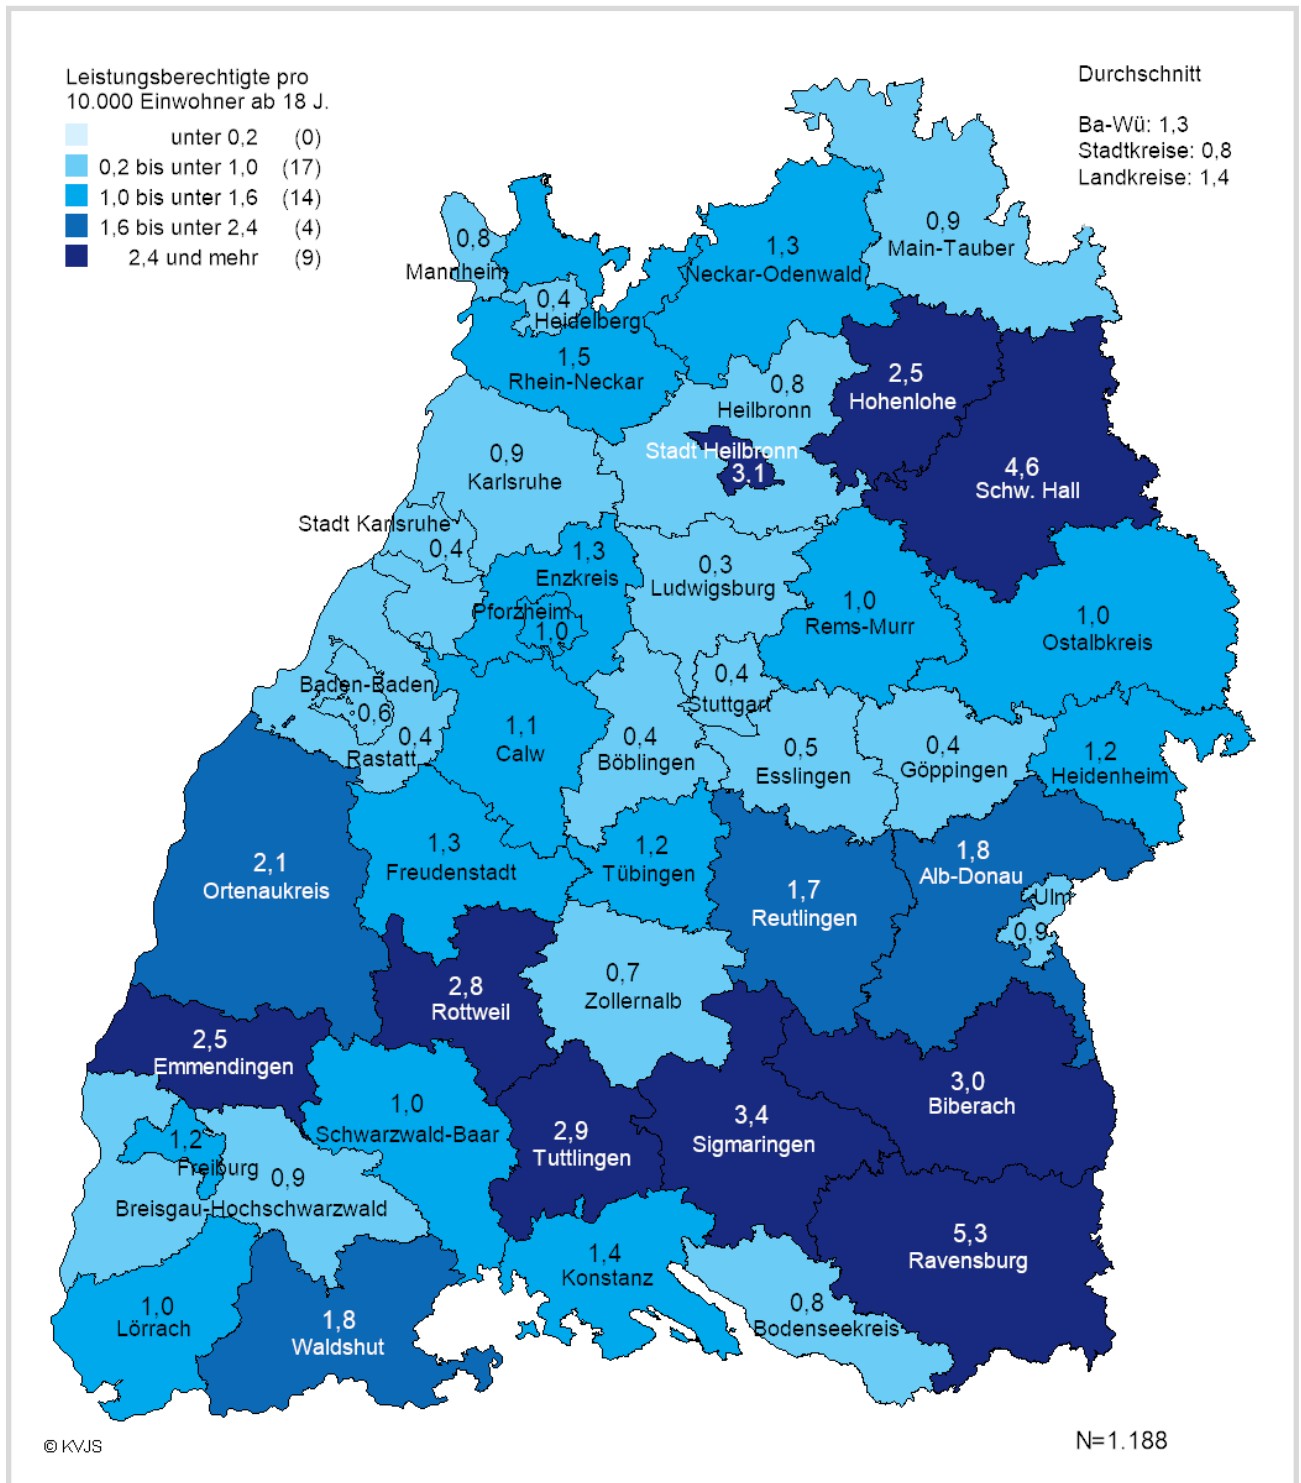 Leistungsberechtigte pro
10.000 Einwohner ab 18 J.
unter 0,2 (0)
0,2 bis unter 1,0 (17)
1,0 bis unter 1,6 (14)
1,6 bis unter 2,4 (4)
2,4 und mehr (9)
Durchschnitt
Ba-Wü: 1,3
Stadtkreise: 0,8
Landkreise: 1,4
0,9
Main-Tauber
0,8
Mannheim
1,3
Neckar-Odenwald
0,4
Heidelberg
1,5
Rhein-Neckar
0,8
Heilbronn
2,5
Hohenlohe
Stadt Heilbronn
3,1
0,9
Karlsruhe
4,6
Schw. Hall
Stadt Karlsruhe
0,4
1,3
Enzkreis
0,3
Ludwigsburg
Pforzheim
1,0
1,0
Rems-Murr
1,0
Ostalbkreis
Baden-Baden
0,6
0,4
Rastatt
1,1
Calw
0,4
Böblingen
0,4
Stuttgart
0,5
Esslingen
0,4
Göppingen
1,2
Heidenheim
2,1
Ortenaukreis
1,3
Freudenstadt
1,2
Tübingen
1,7
Reutlingen
1,8
Alb-Donau
Ulm
0,9
2,8
Rottweil
0,7
Zollernalb
2,5
Emmendingen
1,0
Schwarzwald-Baar
2,9
Tuttlingen
3,4
Sigmaringen
3,0
Biberach
1,2
Freiburg
0,9
Breisgau-Hochschwarzwald
5,3
Ravensburg
1,4
Konstanz
0,8
Bodenseekreis
1,0
Lörrach
1,8
Waldshut
© KVJS
N=1.188